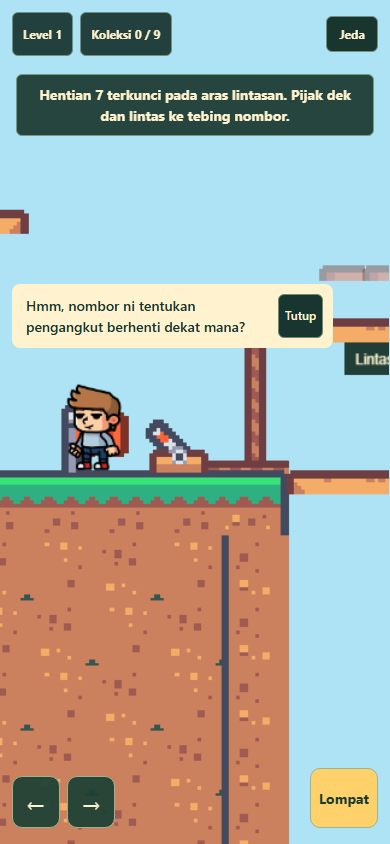 Level 1
Koleksi 0 / 9
Jeda
Hentian 7 terkunci pada aras lintasan. Pijak dek
dan lintas ke tebing nombor.
Hmm, nombor ni tentukan
pengangkut berhenti dekat mana?
Tutup
←
→
Lompat